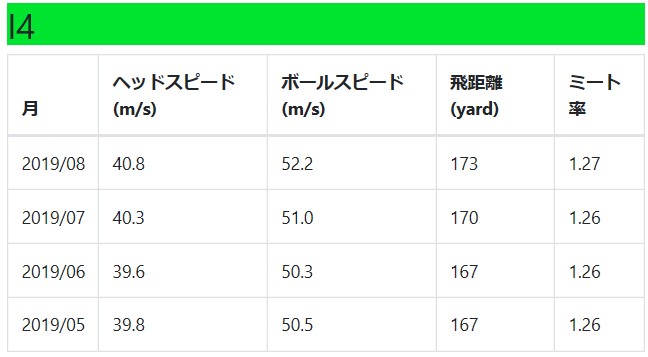 I4
月 ヘッドスピード (m/s) ボールスピード (m/s) 飛距離 (yard) ミート率
2019/08 40.8 52.2 173 1.27
2019/07 40.3 51.0 170 1.26
2019/06 39.6 50.3 167 1.26
2019/05 39.8 50.5 167 1.26